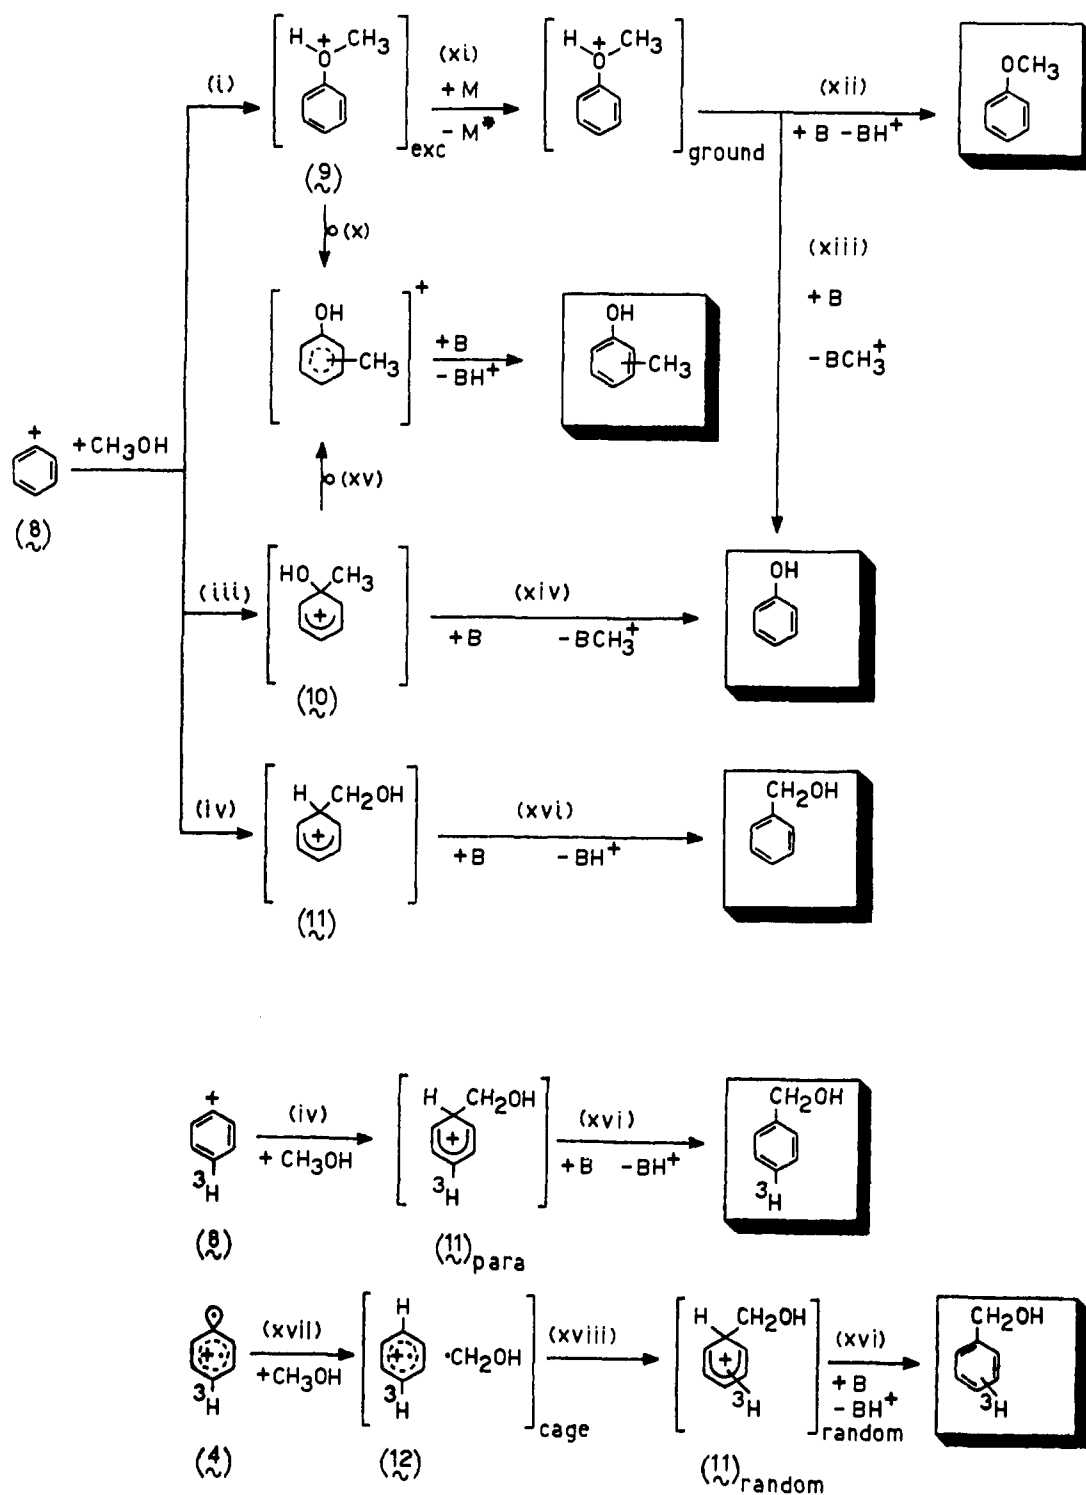 H + CH3 (xi) H + CH3
O O OCH3
(i) + M (xii)
- M* + B -BH+
exc ground
(9)
(x) (xiii)
+ + B
OH +B OH -BCH3+
CH3 -BH+ CH3
+ +CH3OH (xv)
(8)
HO CH3 OH
(iii) + (xiv)
+B -BCH3+
(10)
H CH2OH CH2OH
(iv) + (xvi)
+B -BH+
(11)
+ H CH2OH CH2OH
(iv) + (xvi)
+ CH3OH +B -BH+
3H 3H 3H
(8) (11)para
H H CH2OH CH2OH
(xvii) (xviii) (xvi)
+· +CH3OH +· ·CH2OH + +B
3H 3H 3H -BH+ 3H
cage random
(4) (12) (11)random